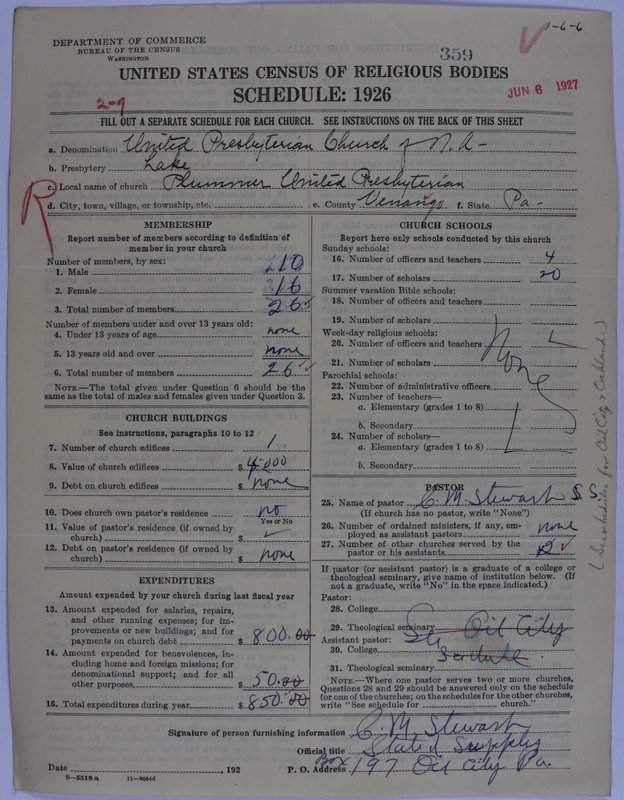 DEPARTMENT OF COMMERCE
BUREAU OF THE CENSUS
WASHINGTON
359
1-6-6
UNITED STATES CENSUS OF RELIGIOUS BODIES
SCHEDULE: 1926
JUN 6 1927
2-9
FILL OUT A SEPARATE SCHEDULE FOR EACH CHURCH. SEE INSTRUCTIONS ON THE BACK OF THIS SHEET
a. Denomination United Presbyterian Church of N. A-
b. Presbytery Lake
c. Local name of church Plummer United Presbyterian
d. City, town, village, or township, etc. e. County Venango f. State Pa-
R
MEMBERSHIP
Report number of members according to definition of member in your church
Number of members, by sex:
1. Male 10
2. Female 16
3. Total number of members 26
Number of members under and over 13 years old:
4. Under 13 years of age none
5. 13 years old and over none
6. Total number of members 26
NOTE.—The total given under Question 6 should be the same as the total of males and females given under Question 3.
CHURCH BUILDINGS
See instructions, paragraphs 10 to 12
7. Number of church edifices 1
8. Value of church edifices $ 4000
9. Debt on church edifices $ none
10. Does church own pastor's residence no
Yes or No
11. Value of pastor's residence (if owned by church) $
12. Debt on pastor's residence (if owned by church) $ none
EXPENDITURES
Amount expended by your church during last fiscal year
13. Amount expended for salaries, repairs, and other running expenses; for improvements or new buildings; and for payments on church debt $ 800.00
14. Amount expended for benevolences, including home and foreign missions; for denominational support; and for all other purposes $ 50.00
15. Total expenditures during year $ 850.00
CHURCH SCHOOLS
Report here only schools conducted by this church
Sunday schools:
16. Number of officers and teachers 4
17. Number of scholars 20
Summer vacation Bible schools:
18. Number of officers and teachers
19. Number of scholars
Week-day religious schools:
20. Number of officers and teachers
21. Number of scholars
none
Parochial schools:
22. Number of administrative officers
23. Number of teachers—
a. Elementary (grades 1 to 8)
b. Secondary
24. Number of scholars—
a. Elementary (grades 1 to 8)
b. Secondary
PASTOR
25. Name of pastor C. M. Stewart S. S.
(If church has no pastor, write "None")
26. Number of ordained ministers, if any, employed as assistant pastors none
27. Number of other churches served by the pastor or his assistants 2
If pastor (or assistant pastor) is a graduate of a college or theological seminary, give name of institution below. (If not a graduate, write "No" in the space indicated.)
Pastor:
28. College
29. Theological seminary Oil City
Assistant pastor:
30. College
31. Theological seminary
NOTE.—Where one pastor serves two or more churches, Questions 28 and 29 should be answered only on the schedule for one of the churches; on the schedules for the other churches, write "See schedule for church."
(See schedules for Oil City & Oakland.)
Signature of person furnishing information C. M. Stewart
Official title Stated Supply
Date , 192 P. O. Address Box 197 Oil City Pa.
8-5318a 11-9034d